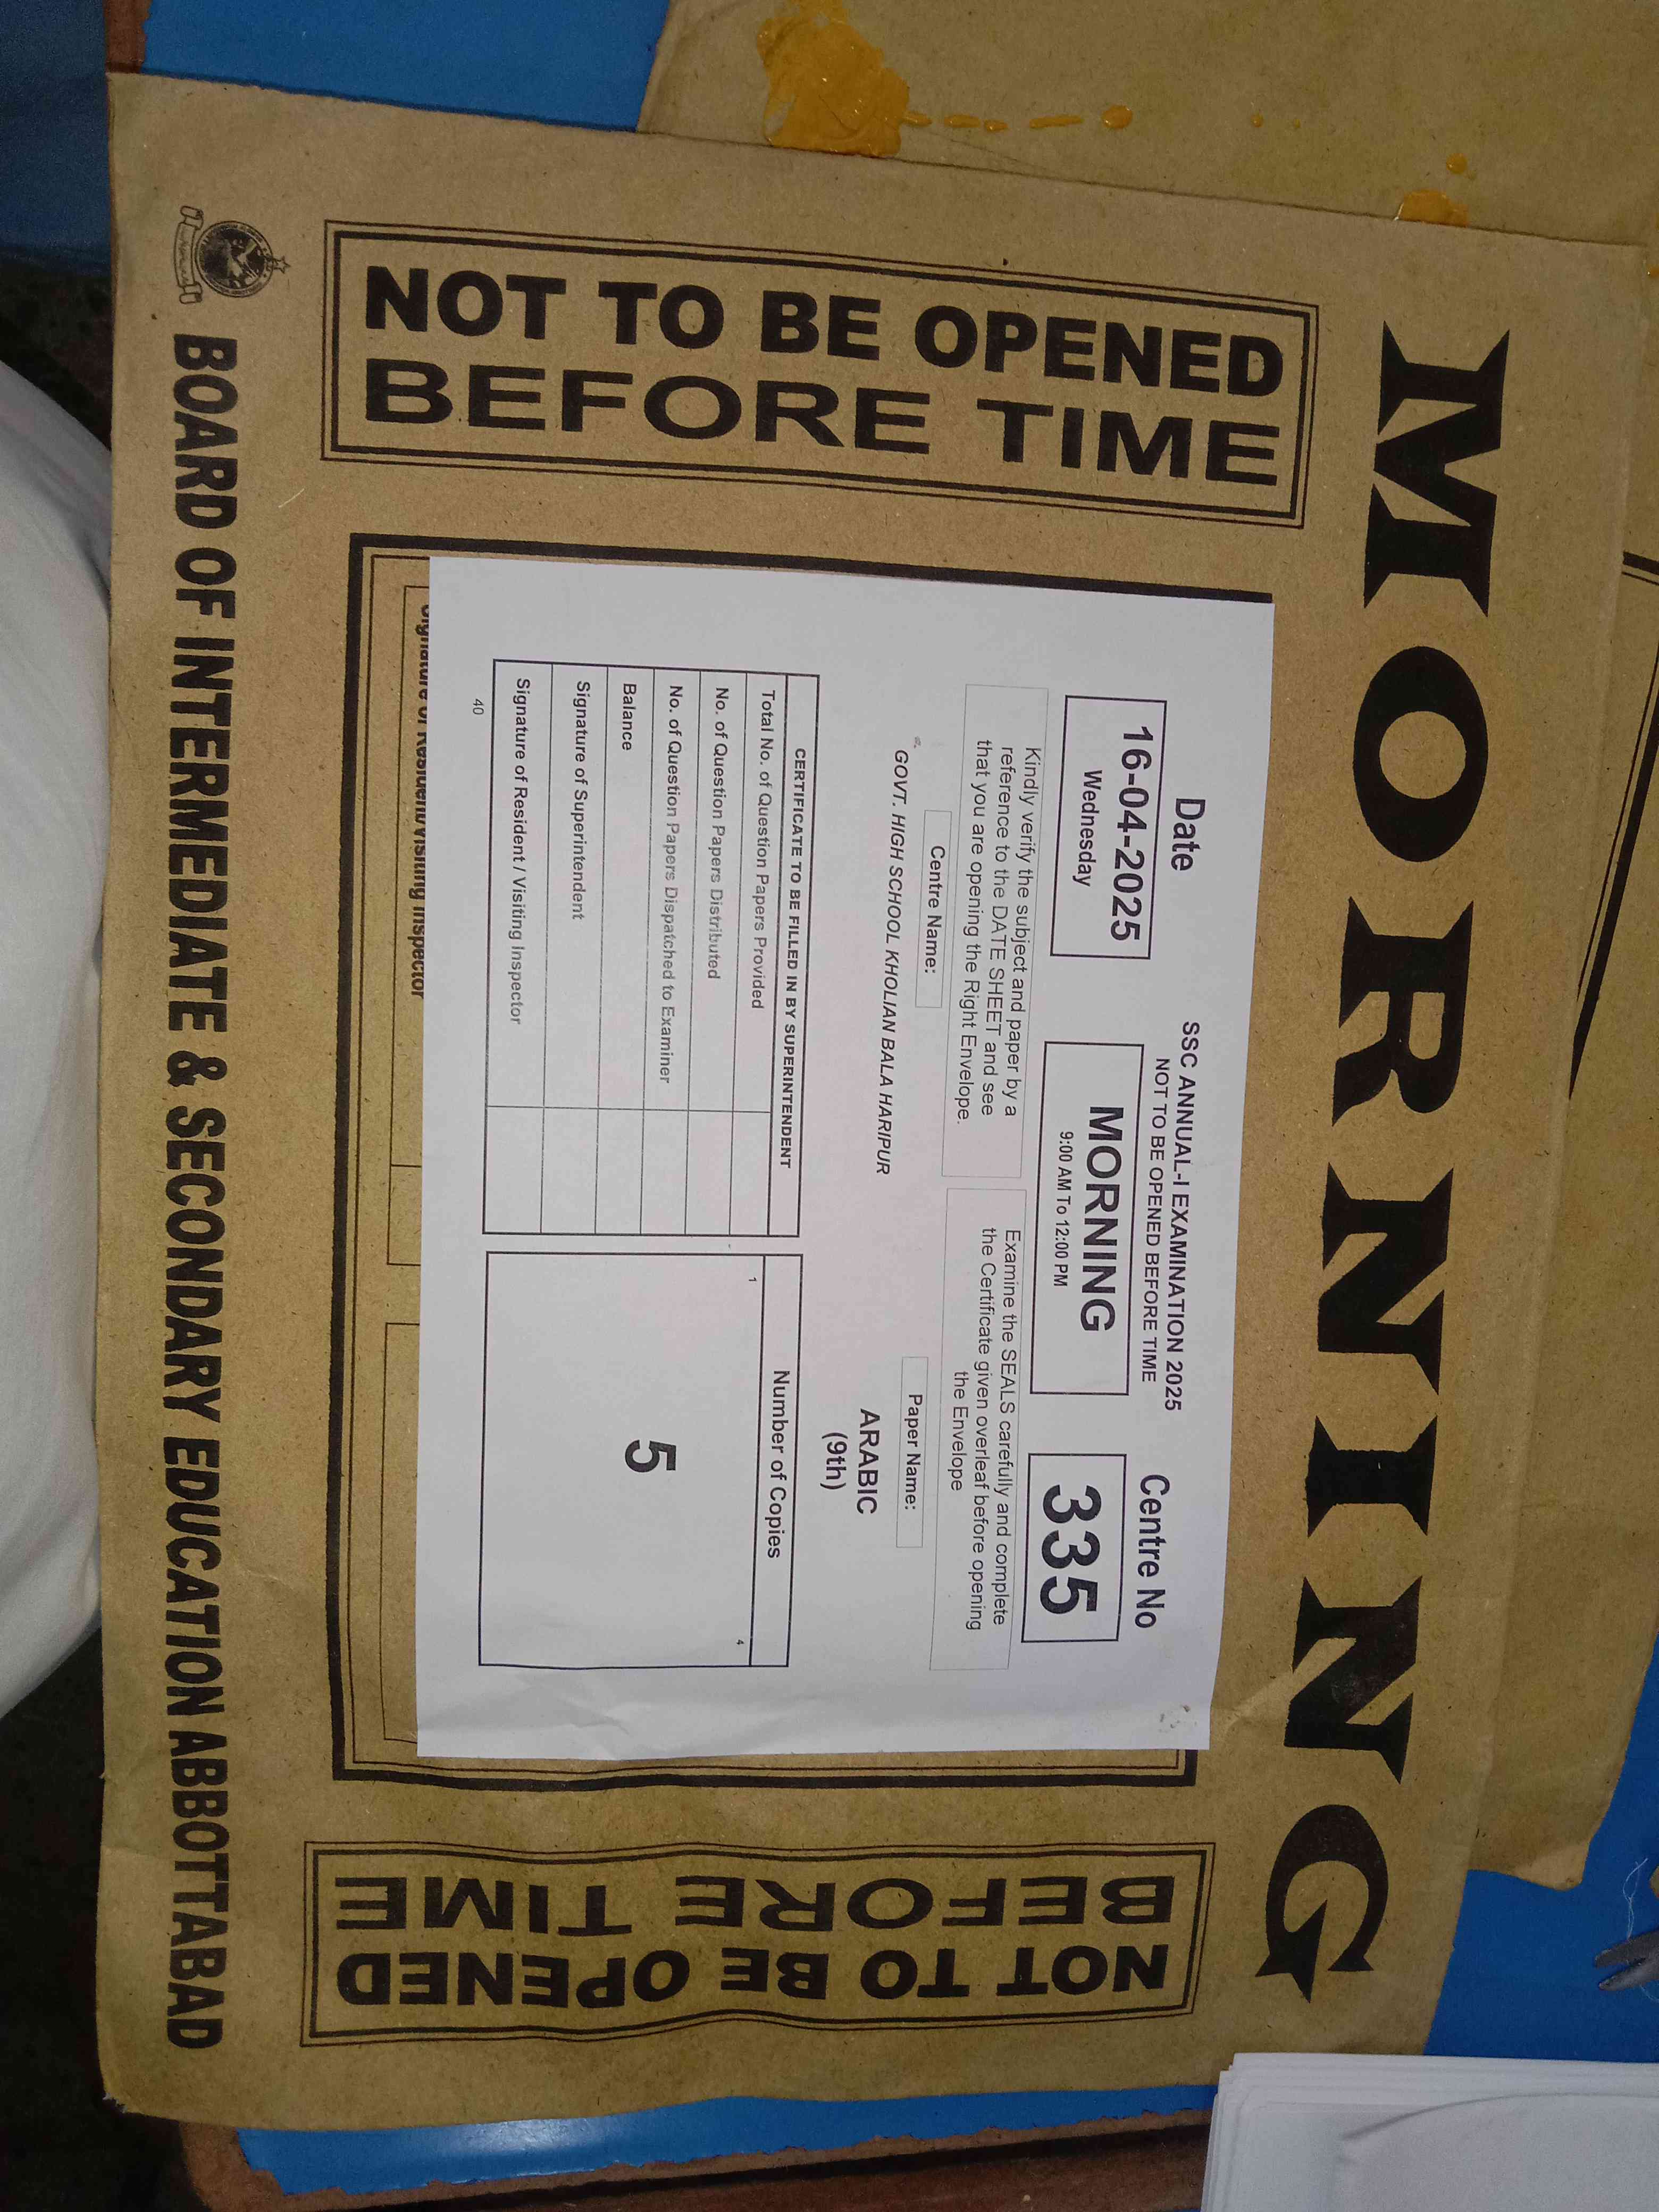 MORNING
NOT TO BE OPENED
BEFORE TIME
SSC ANNUAL-I EXAMINATION 2025
NOT TO BE OPENED BEFORE TIME
Date
16-04-2025
Wednesday
MORNING
9:00 AM To 12:00 PM
Centre No
335
Kindly verify the subject and paper by a
reference to the DATE SHEET and see
that you are opening the Right Envelope.
Examine the SEALS carefully and complete
the Certificate given overleaf before opening
the Envelope
Centre Name:
GOVT. HIGH SCHOOL KHOLIAN BALA HARIPUR
Paper Name:
ARABIC
(9th)
CERTIFICATE TO BE FILLED IN BY SUPERINTENDENT
Total No. of Question Papers Provided
No. of Question Papers Distributed
No. of Question Papers Dispatched to Examiner
Balance
Signature of Superintendent
Signature of Resident / Visiting Inspector
Number of Copies
1
4
5
40
Signature of Resident/Visiting Inspector
NOT TO BE OPENED
BEFORE TIME
BOARD OF INTERMEDIATE & SECONDARY EDUCATION ABBOTTABAD